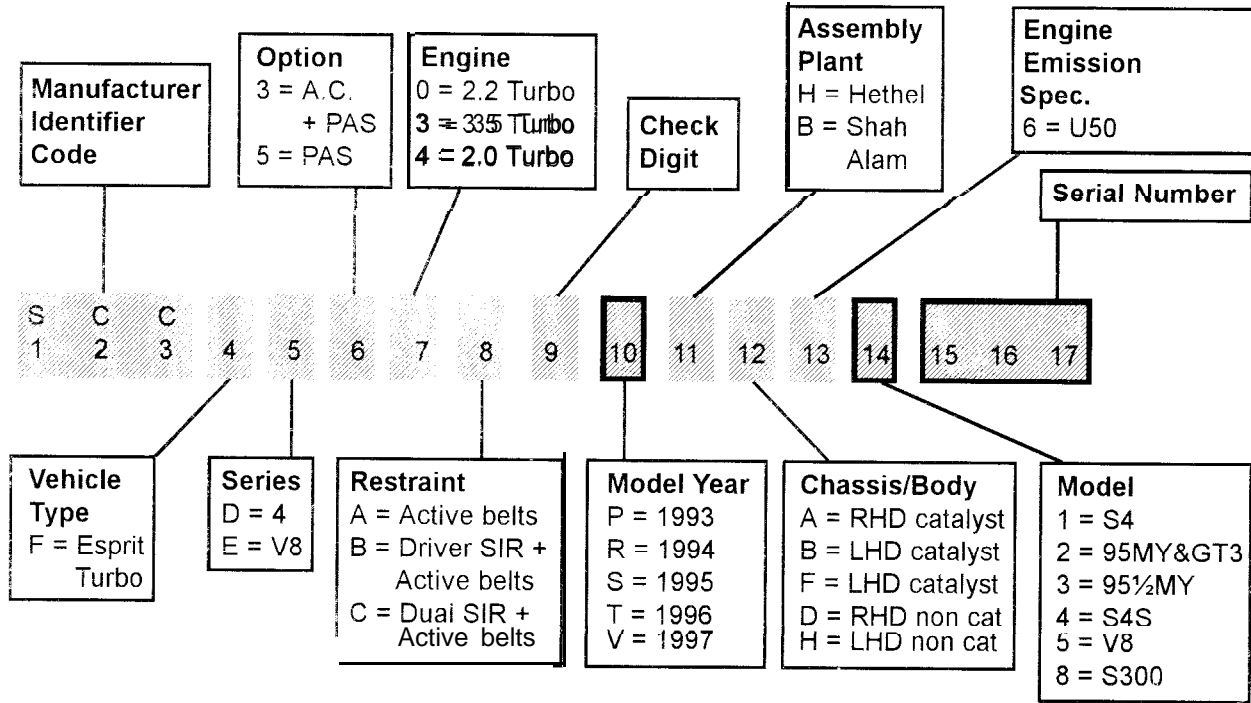 Manufacturer
Identifier
Code
Option
3 = A.C.
+ PAS
5 = PAS
Engine
0 = 2.2 Turbo
3 = 3.5 Turbo
4 = 2.0 Turbo
Check
Digit
Assembly
Plant
H = Hethel
B = Shah
Alam
Engine
Emission
Spec.
6 = U50
Serial Number
S C C
1 2 3 4 5 6 7 8 9 10 11 12 13 14 15 16 17
Vehicle
Type
F = Esprit
Turbo
Series
D = 4
E = V8
Restraint
A = Active belts
B = Driver SIR +
Active belts
C = Dual SIR +
Active belts
Model Year
P = 1993
R = 1994
S = 1995
T = 1996
V = 1997
Chassis/Body
A = RHD catalyst
B = LHD catalyst
F = LHD catalyst
D = RHD non cat
H = LHD non cat
Model
1 = S4
2 = 95MY&GT3
3 = 95½MY
4 = S4S
5 = V8
8 = S300